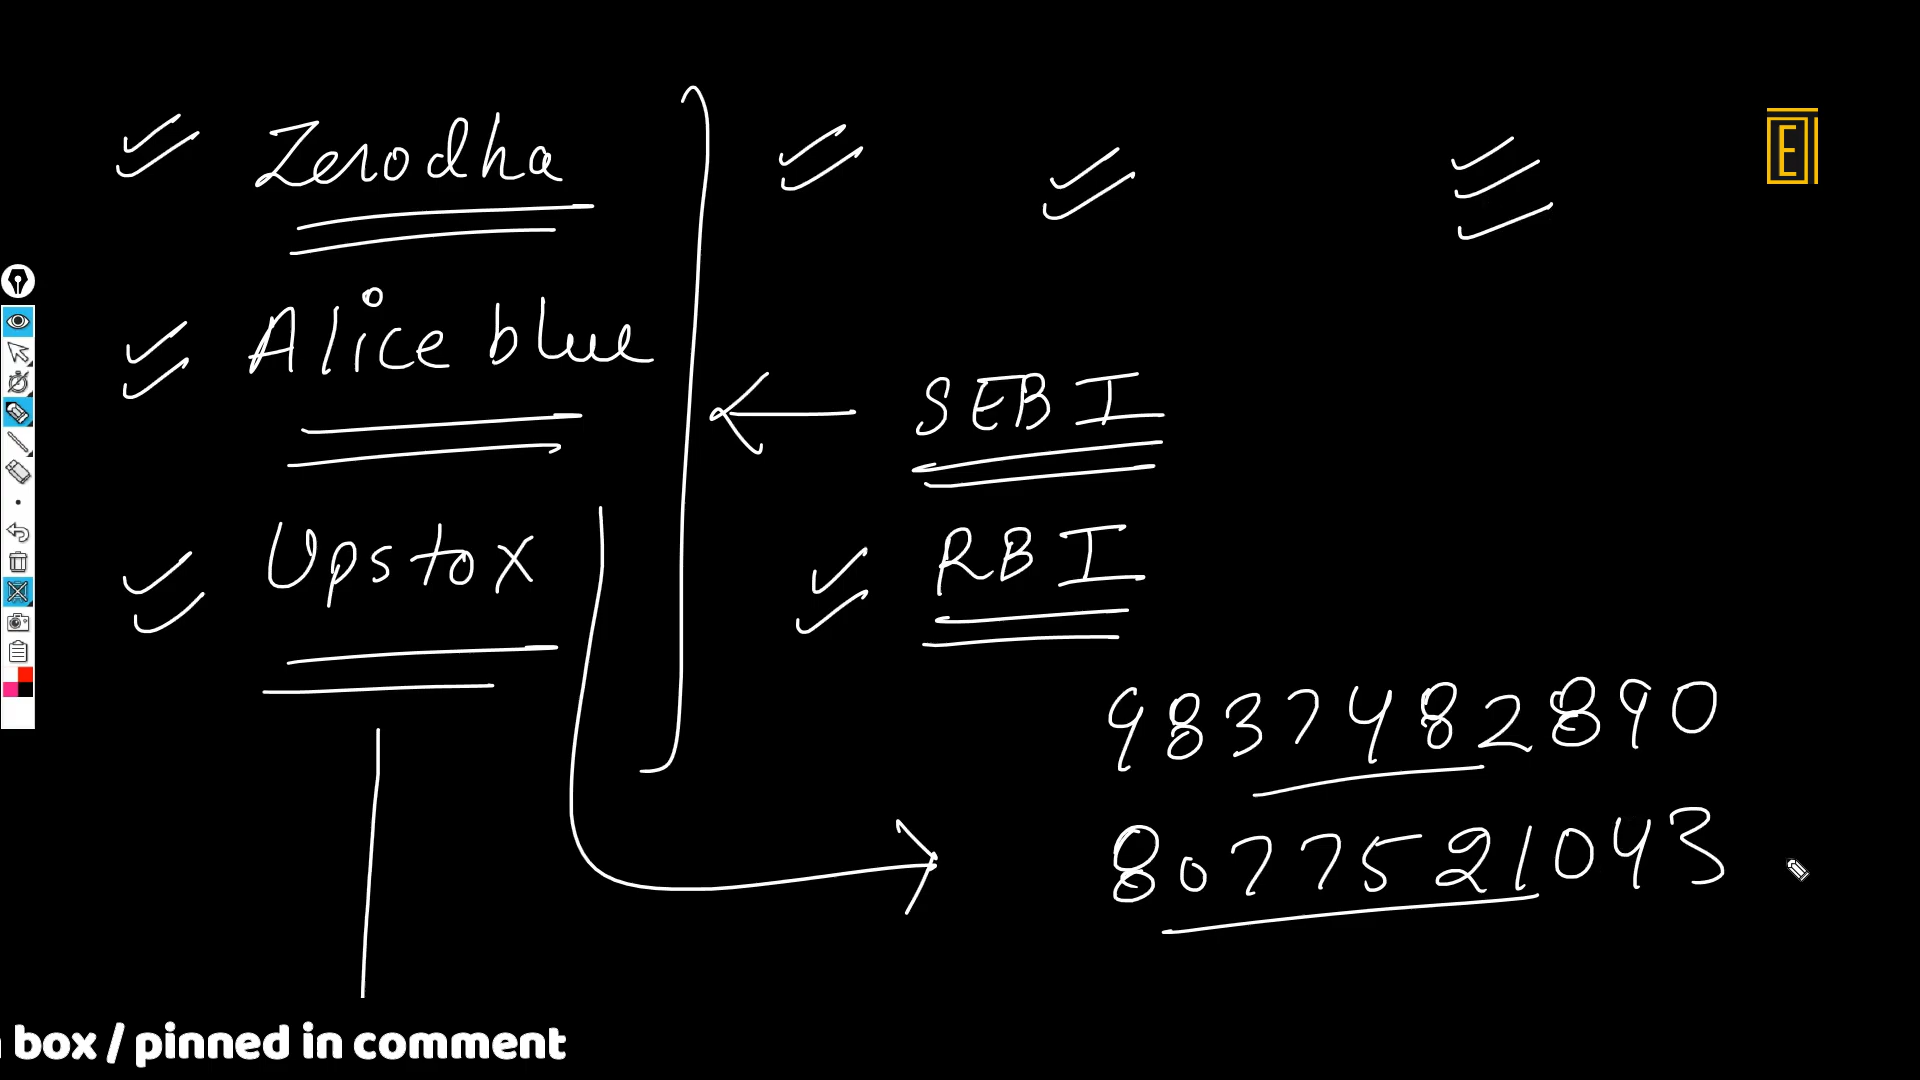 Zerodha
E
Alice blue
SEBI
Upstox
RBI
9837482890
8077521043
box / pinned in comment